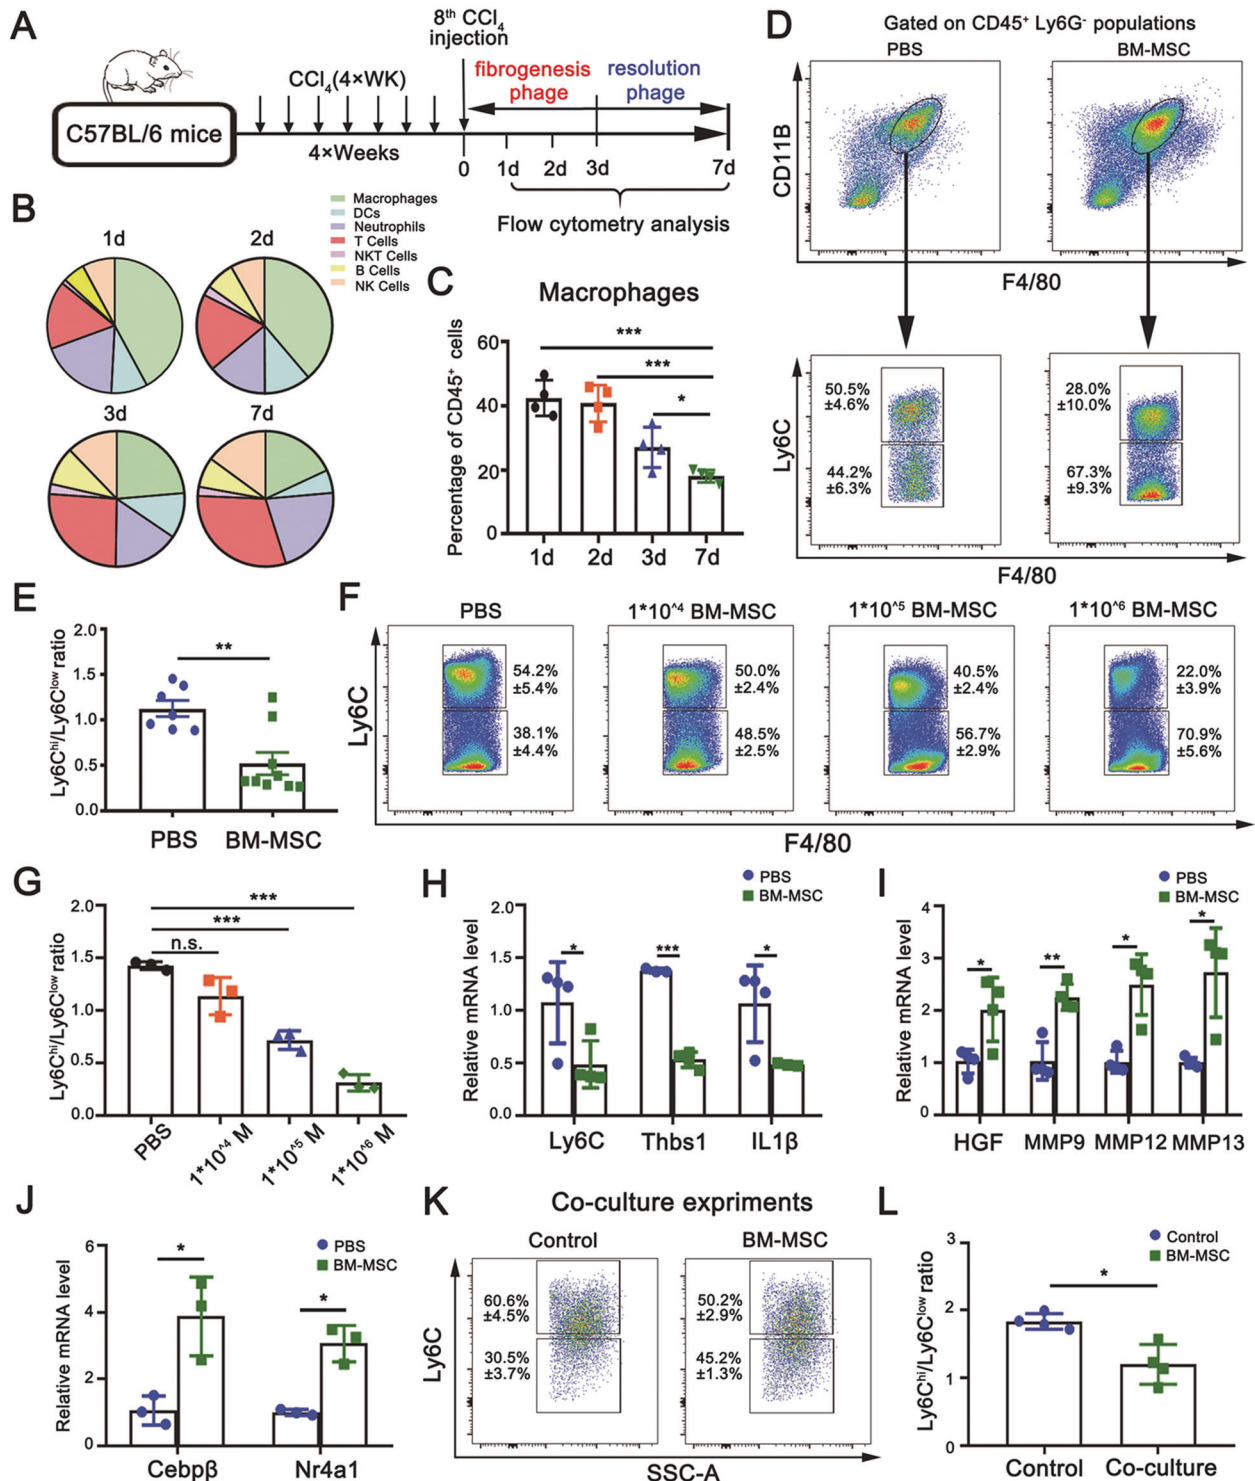 A
8th CCl4
injection
CCl4(4×WK)
fibrogenesis
phage
resolution
phage
C57BL/6 mice
4×Weeks
0
1d
2d
3d
7d
Flow cytometry analysis
B
1d
2d
3d
7d
Macrophages
DCs
Neutrophils
T Cells
NKT Cells
B Cells
NK Cells
C
Macrophages
Percentage of CD45+ cells
60
40
20
0
***
***
*
1d
2d
3d
7d
D
Gated on CD45+ Ly6G- populations
PBS
BM-MSC
CD11B
F4/80
Ly6C
50.5%
±4.6%
44.2%
±6.3%
28.0%
±10.0%
67.3%
±9.3%
F4/80
E
Ly6Chi/Ly6Clow ratio
2.0
1.5
1.0
0.5
0.0
**
PBS
BM-MSC
F
PBS
1*10^4 BM-MSC
1*10^5 BM-MSC
1*10^6 BM-MSC
Ly6C
54.2%
±5.4%
38.1%
±4.4%
50.0%
±2.4%
48.5%
±2.5%
40.5%
±2.4%
56.7%
±2.9%
22.0%
±3.9%
70.9%
±5.6%
F4/80
G
Ly6Chi/Ly6Clow ratio
2.0
1.5
1.0
0.5
0.0
***
***
n.s.
PBS
1*10^4 M
1*10^5 M
1*10^6 M
H
PBS
BM-MSC
Relative mRNA level
2.0
1.5
1.0
0.5
0.0
*
***
*
Ly6C
Thbs1
IL1β
I
PBS
BM-MSC
Relative mRNA level
4
3
2
1
0
*
**
*
*
HGF
MMP9
MMP12
MMP13
J
PBS
BM-MSC
Relative mRNA level
6
4
2
0
*
*
Cebpβ
Nr4a1
K
Co-culture expriments
Control
BM-MSC
Ly6C
60.6%
±4.5%
30.5%
±3.7%
50.2%
±2.9%
45.2%
±1.3%
SSC-A
L
Control
BM-MSC
Ly6Chi/Ly6Clow ratio
3
2
1
0
*
Control
Co-culture